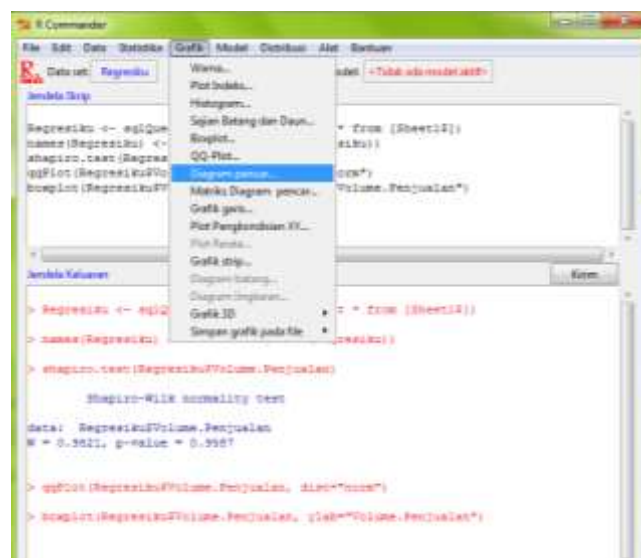 R Commander
File Edit Data Statistika Grafik Model Distribusi Alat Bantuan
Data set: Regresiku model: <Tidak ada model aktif>
Jendela Skrip
Warna...
Plot Indeks...
Histogram...
Sajian Batang dan Daun...
Boxplot...
QQ-Plot...
Diagram pencar...
Matriks Diagram pencar...
Grafik garis...
Plot Pengkondisian XY...
Plot Rerata...
Grafik strip...
Diagram batang...
Diagram lingkaran...
Grafik 3D
Simpan grafik pada file
Regresiku <- sqlQue * from [Sheet1$])
names(Regresiku) <- siku))
shapiro.test(Regres
qqPlot(Regresiku$V orm")
boxplot(Regresiku$V Volume.Penjualan")
Jendela Keluaran Kirim
> Regresiku <- sqlQ t * from [Sheet1$])
> names(Regresiku) gresiku))
> shapiro.test(Regresiku$Volume.Penjualan)
Shapiro-Wilk normality test
data: Regresiku$Volume.Penjualan
> qqPlot(Regresiku$Volume.Penjualan, dist="norm")
> boxplot(Regresiku$Volume.Penjualan, ylab="Volume.Penjualan")